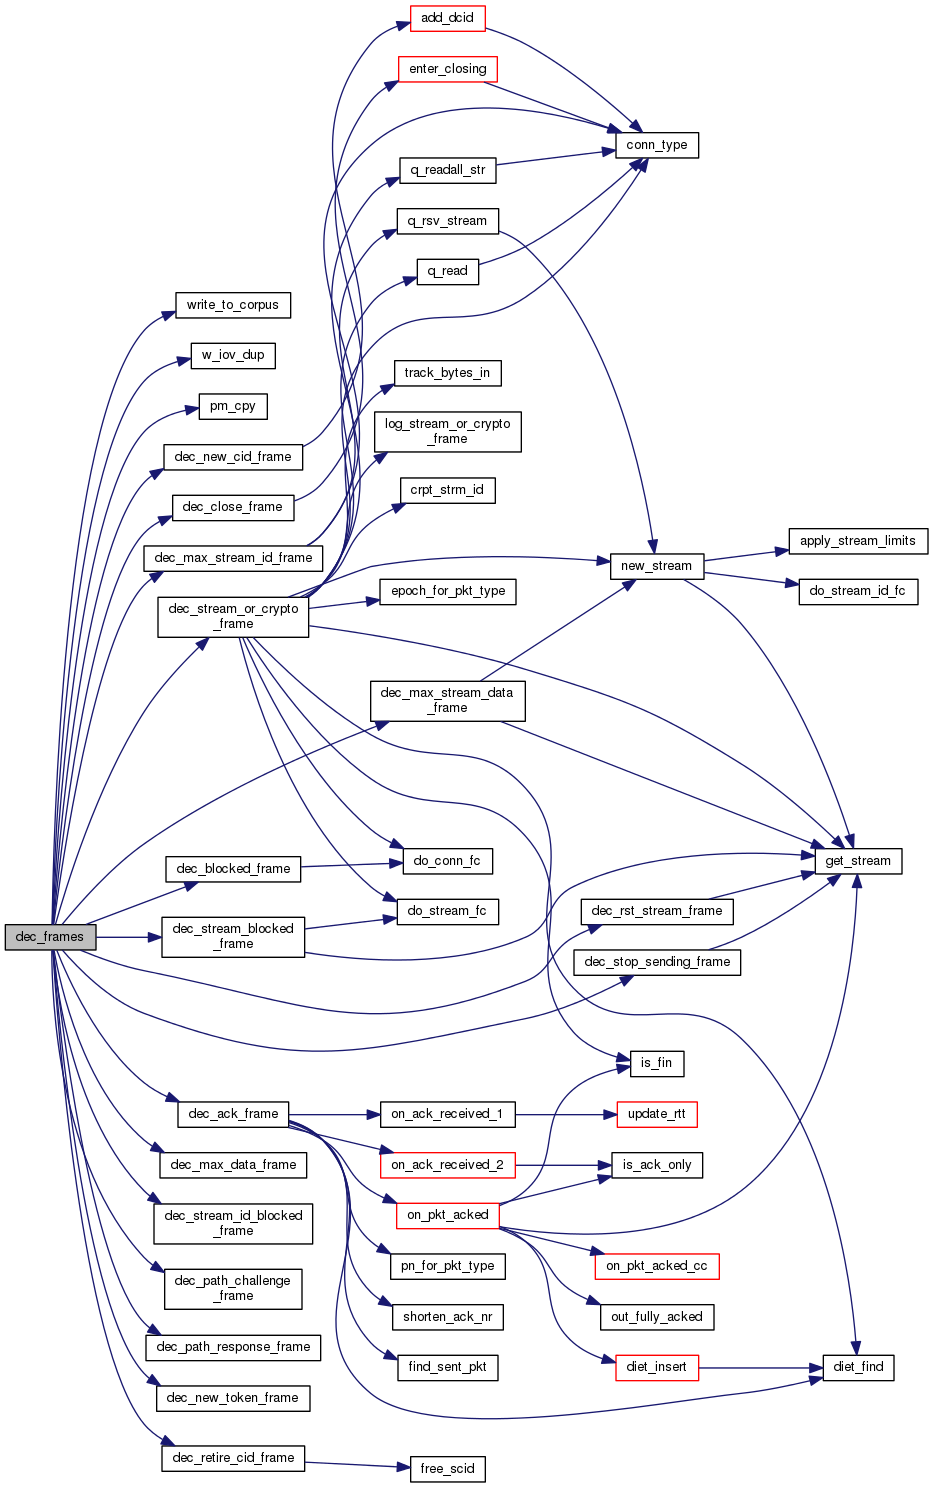 add_dcid
enter_closing
conn_type
q_readall_str
q_rsv_stream
q_read
write_to_corpus
w_iov_dup
track_bytes_in
pm_cpy
log_stream_or_crypto
_frame
dec_new_cid_frame
crpt_strm_id
dec_close_frame
apply_stream_limits
dec_max_stream_id_frame
new_stream
do_stream_id_fc
epoch_for_pkt_type
dec_stream_or_crypto
_frame
dec_max_stream_data
_frame
do_conn_fc
get_stream
dec_blocked_frame
do_stream_fc
dec_rst_stream_frame
dec_frames
dec_stream_blocked
_frame
dec_stop_sending_frame
is_fin
dec_ack_frame
on_ack_received_1
update_rtt
dec_max_data_frame
on_ack_received_2
is_ack_only
dec_stream_id_blocked
_frame
on_pkt_acked
pn_for_pkt_type
on_pkt_acked_cc
dec_path_challenge
_frame
shorten_ack_nr
out_fully_acked
dec_path_response_frame
find_sent_pkt
diet_insert
diet_find
dec_new_token_frame
dec_retire_cid_frame
free_scid